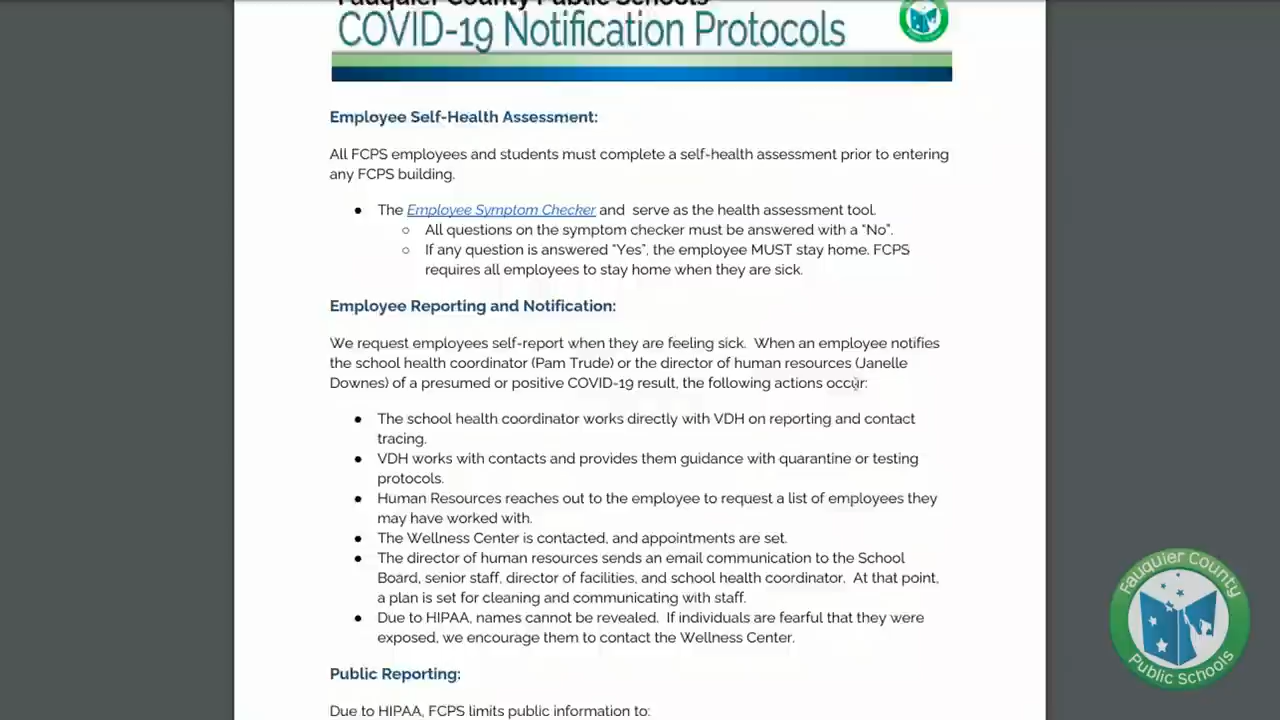 Fauquier County Public Schools
COVID-19 Notification Protocols
Employee Self-Health Assessment:
All FCPS employees and students must complete a self-health assessment prior to entering
any FCPS building.
● The Employee Symptom Checker and serve as the health assessment tool.
○ All questions on the symptom checker must be answered with a "No".
○ If any question is answered "Yes", the employee MUST stay home. FCPS
requires all employees to stay home when they are sick.
Employee Reporting and Notification:
We request employees self-report when they are feeling sick. When an employee notifies
the school health coordinator (Pam Trude) or the director of human resources (Janelle
Downes) of a presumed or positive COVID-19 result, the following actions occur:
● The school health coordinator works directly with VDH on reporting and contact
tracing.
● VDH works with contacts and provides them guidance with quarantine or testing
protocols.
● Human Resources reaches out to the employee to request a list of employees they
may have worked with.
● The Wellness Center is contacted, and appointments are set.
● The director of human resources sends an email communication to the School
Board, senior staff, director of facilities, and school health coordinator. At that point,
a plan is set for cleaning and communicating with staff.
● Due to HIPAA, names cannot be revealed. If individuals are fearful that they were
exposed, we encourage them to contact the Wellness Center.
Public Reporting:
Due to HIPAA, FCPS limits public information to:
Fauquier County
Public Schools